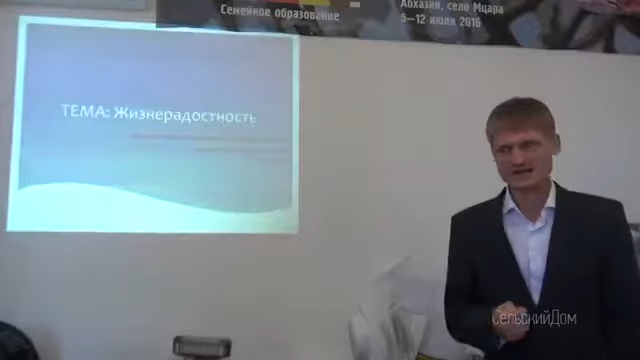 Семейное образование
Абхазия, село Мцара
5–12 июля 2016
ТЕМА: Жизнерадостность
СельскийДом